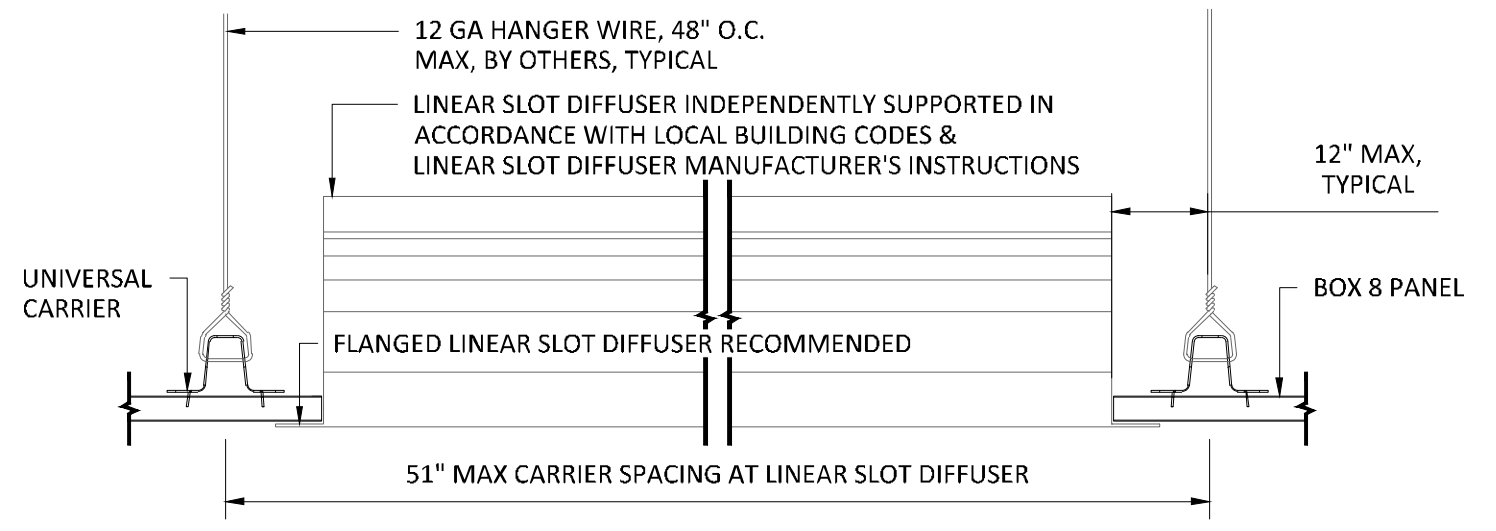 12 GA HANGER WIRE, 48" O.C.
MAX, BY OTHERS, TYPICAL
LINEAR SLOT DIFFUSER INDEPENDENTLY SUPPORTED IN
ACCORDANCE WITH LOCAL BUILDING CODES &
LINEAR SLOT DIFFUSER MANUFACTURER'S INSTRUCTIONS
12" MAX,
TYPICAL
UNIVERSAL
CARRIER
BOX 8 PANEL
FLANGED LINEAR SLOT DIFFUSER RECOMMENDED
51" MAX CARRIER SPACING AT LINEAR SLOT DIFFUSER